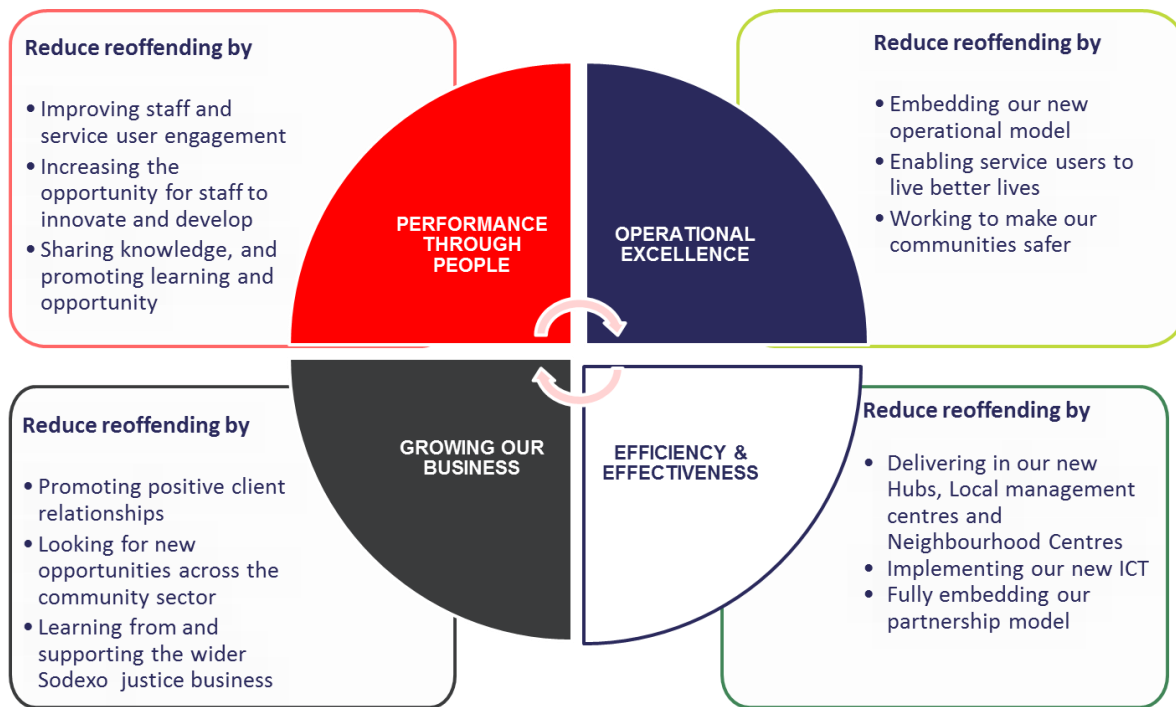 Reduce reoffending by
• Improving staff and
service user engagement
• Increasing the
opportunity for staff to
innovate and develop
• Sharing knowledge, and
promoting learning and
opportunity
PERFORMANCE
THROUGH
PEOPLE
OPERATIONAL
EXCELLENCE
Reduce reoffending by
• Embedding our new
operational model
• Enabling service users to
live better lives
• Working to make our
communities safer
Reduce reoffending by
• Promoting positive client
relationships
• Looking for new
opportunities across the
community sector
• Learning from and
supporting the wider
Sodexo justice business
GROWING OUR
BUSINESS
EFFICIENCY &
EFFECTIVENESS
Reduce reoffending by
• Delivering in our new
Hubs, Local management
centres and
Neighbourhood Centres
• Implementing our new ICT
• Fully embedding our
partnership model